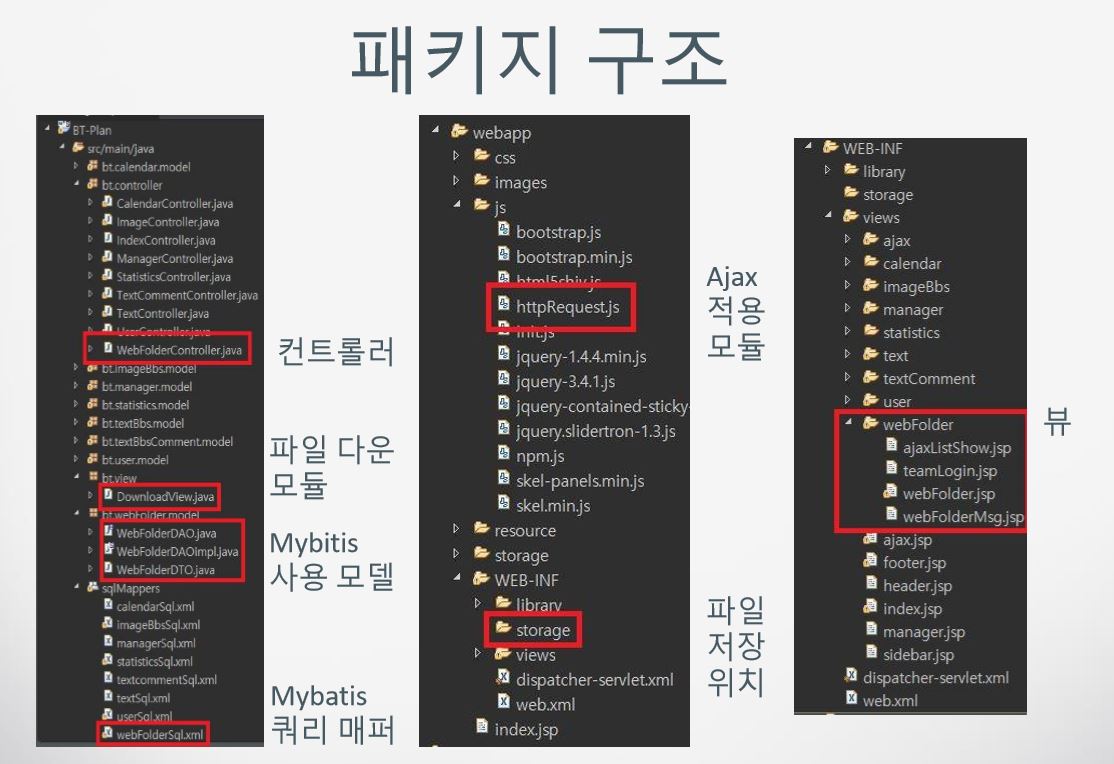 패키지 구조
BT-Plan
src/main/java
bt.calendar.model
bt.controller
CalendarController.java
ImageController.java
IndexController.java
ManagerController.java
StatisticsController.java
TextCommentController.java
TextController.java
UserController.java
WebFolderController.java
bt.imageBbs.model
bt.manager.model
bt.statistics.model
bt.textBbs.model
bt.textBbsComment.model
bt.user.model
bt.view
DownloadView.java
bt.webFolder.model
WebFolderDAO.java
WebFolderDAOImpl.java
WebFolderDTO.java
sqlMappers
calendarSql.xml
imageBbsSql.xml
managerSql.xml
statisticsSql.xml
textcommentSql.xml
textSql.xml
userSql.xml
webFolderSql.xml
컨트롤러
파일 다운
모듈
Mybitis
사용 모델
Mybatis
쿼리 매퍼
webapp
css
images
js
bootstrap.js
bootstrap.min.js
html5shiv.js
httpRequest.js
init.js
jquery-1.4.4.min.js
jquery-3.4.1.js
jquery-contained-sticky-
jquery.slidertron-1.3.js
npm.js
skel-panels.min.js
skel.min.js
resource
storage
WEB-INF
library
storage
views
dispatcher-servlet.xml
web.xml
index.jsp
Ajax
적용
모듈
파일
저장
위치
WEB-INF
library
storage
views
ajax
calendar
imageBbs
manager
statistics
text
textComment
user
webFolder
ajaxListShow.jsp
teamLogin.jsp
webFolder.jsp
webFolderMsg.jsp
ajax.jsp
footer.jsp
header.jsp
index.jsp
manager.jsp
sidebar.jsp
dispatcher-servlet.xml
web.xml
뷰